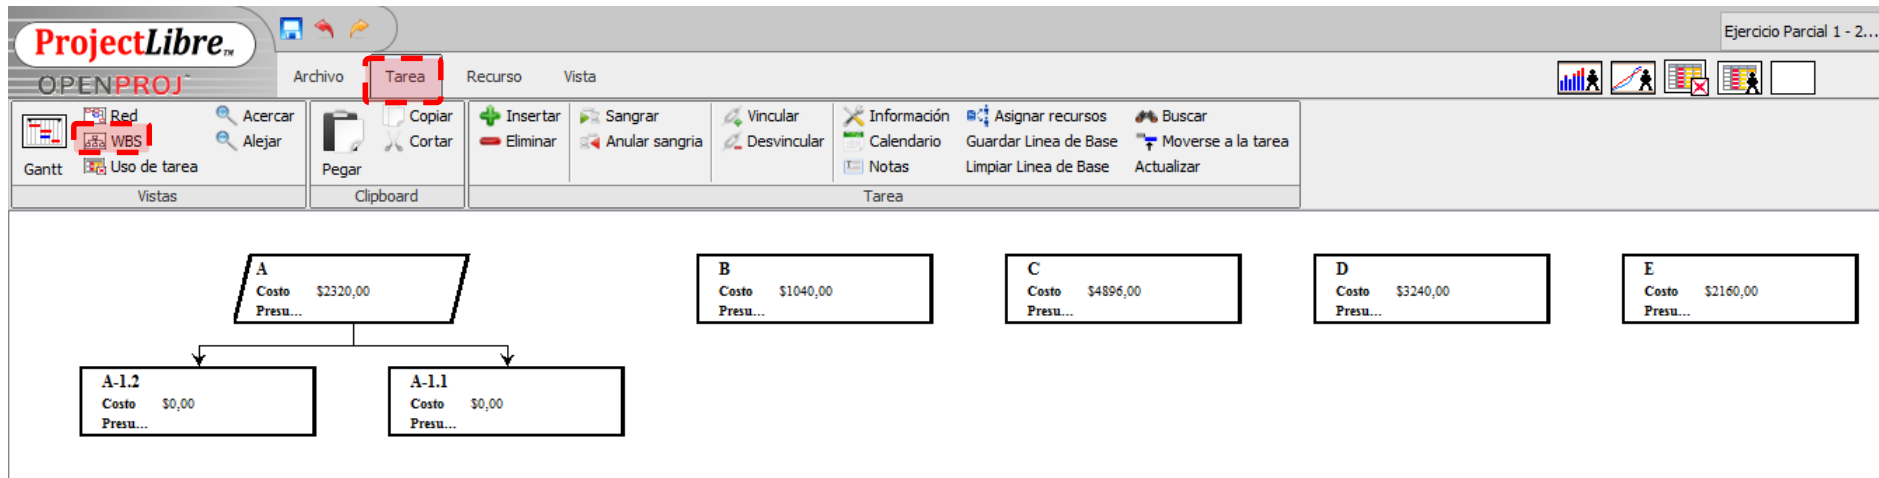 ProjectLibre™
OPENPROJ
Ejercicio Parcial 1 - 2...
Archivo Tarea Recurso Vista
Red
WBS
Uso de tarea
Gantt
Acercar
Alejar
Vistas
Pegar
Copiar
Cortar
Clipboard
Insertar
Eliminar
Sangrar
Anular sangria
Vincular
Desvincular
Información
Calendario
Notas
Asignar recursos
Guardar Linea de Base
Limpiar Linea de Base
Buscar
Moverse a la tarea
Actualizar
Tarea
A
Costo $2320,00
Presu...
B
Costo $1040,00
Presu...
C
Costo $4896,00
Presu...
D
Costo $3240,00
Presu...
E
Costo $2160,00
Presu...
A-1.2
Costo $0,00
Presu...
A-1.1
Costo $0,00
Presu...